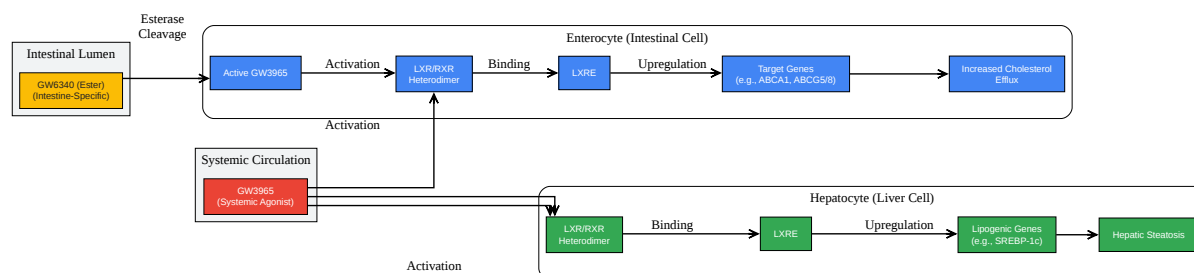 Esterase
Cleavage
Intestinal Lumen
GW6340 (Ester)
(Intestine-Specific)
Enterocyte (Intestinal Cell)
Active GW3965
Activation
LXR/RXR
Heterodimer
Binding
LXRE
Upregulation
Target Genes
(e.g., ABCA1, ABCG5/8)
Increased Cholesterol
Efflux
Activation
Systemic Circulation
GW3965
(Systemic Agonist)
Hepatocyte (Liver Cell)
LXR/RXR
Heterodimer
Binding
LXRE
Upregulation
Lipogenic Genes
(e.g., SREBP-1c)
Hepatic Steatosis
Activation